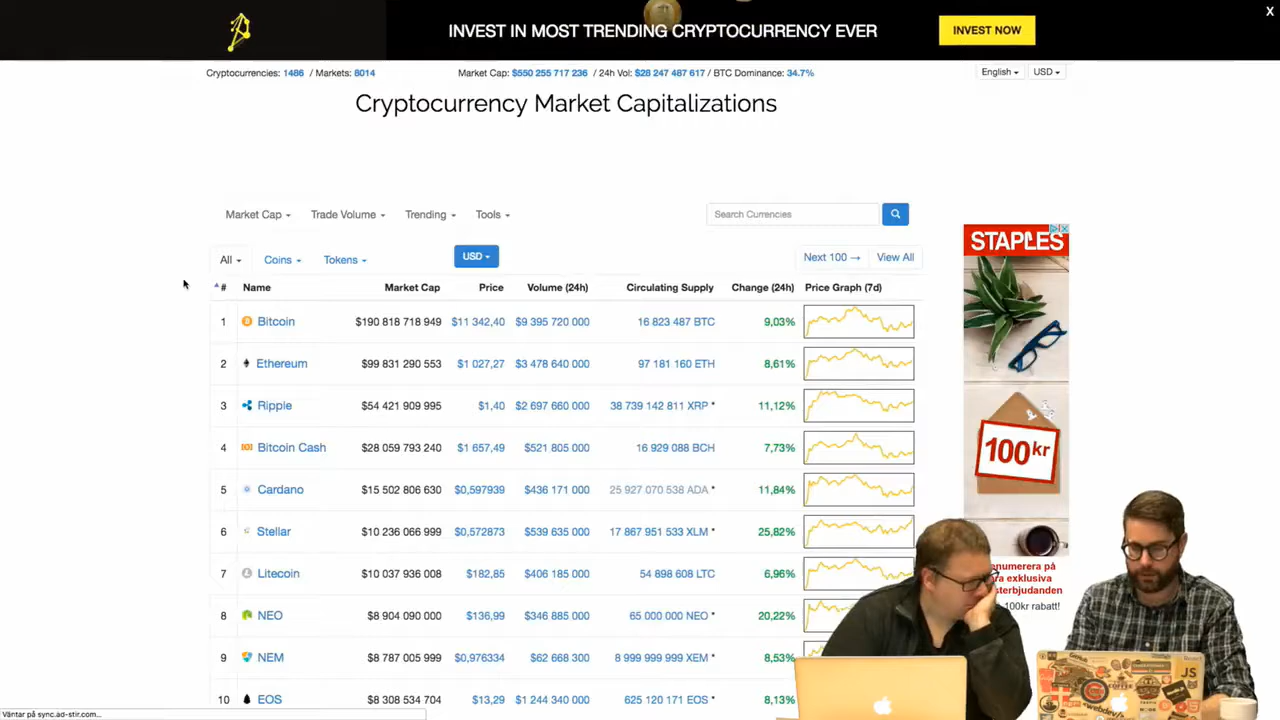 INVEST IN MOST TRENDING CRYPTOCURRENCY EVER INVEST NOW X
Cryptocurrencies: 1486 / Markets: 8014 Market Cap: $550 255 717 236 / 24h Vol: $28 247 487 617 / BTC Dominance: 34.7% English USD
Cryptocurrency Market Capitalizations
Market Cap Trade Volume Trending Tools Search Currencies
All Coins Tokens USD Next 100 → View All
# Name Market Cap Price Volume (24h) Circulating Supply Change (24h) Price Graph (7d)
1 Bitcoin $190 818 718 949 $11 342,40 $9 395 720 000 16 823 487 BTC 9,03%
2 Ethereum $99 831 290 553 $1 027,27 $3 478 640 000 97 181 160 ETH 8,61%
3 Ripple $54 421 909 995 $1,40 $2 697 660 000 38 739 142 811 XRP * 11,12%
4 Bitcoin Cash $28 059 793 240 $1 657,49 $521 805 000 16 929 088 BCH 7,73%
5 Cardano $15 502 806 630 $0,597939 $436 171 000 25 927 070 538 ADA * 11,84%
6 Stellar $10 236 066 999 $0,572873 $539 635 000 17 867 951 533 XLM * 25,82%
7 Litecoin $10 037 936 008 $182,85 $406 185 000 54 898 608 LTC 6,96%
8 NEO $8 904 090 000 $136,99 $346 885 000 65 000 000 NEO * 20,22%
9 NEM $8 787 005 999 $0,976334 $62 668 300 8 999 999 999 XEM * 8,53%
10 EOS $8 308 534 704 $13,29 $1 244 340 000 625 120 171 EOS * 8,13%
STAPLES
100kr
enumerera på
ra exklusiva
sterbjudanden
100kr rabatt!
Väntar på sync.ad-stir.com...
JS